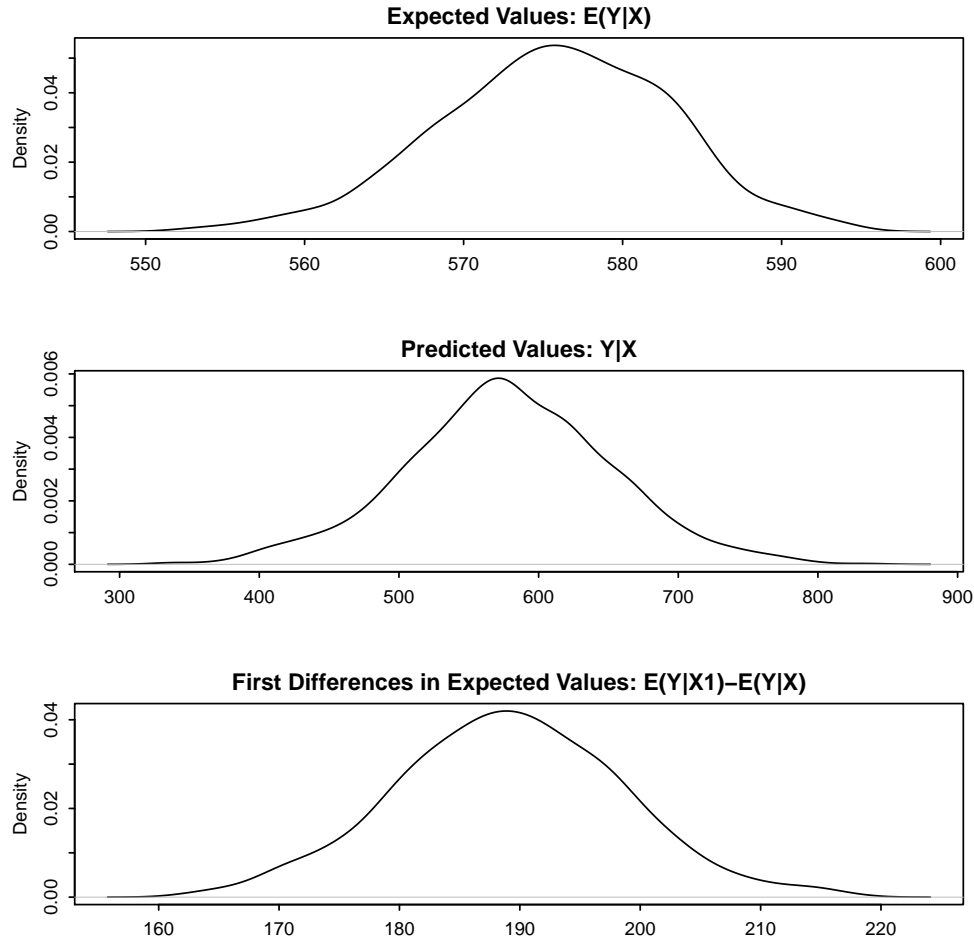 Expected Values: E(Y|X)
Density
0.00 0.02 0.04
550 560 570 580 590 600
Predicted Values: Y|X
Density
0.000 0.002 0.004 0.006
300 400 500 600 700 800 900
First Differences in Expected Values: E(Y|X1)−E(Y|X)
Density
0.00 0.02 0.04
160 170 180 190 200 210 220